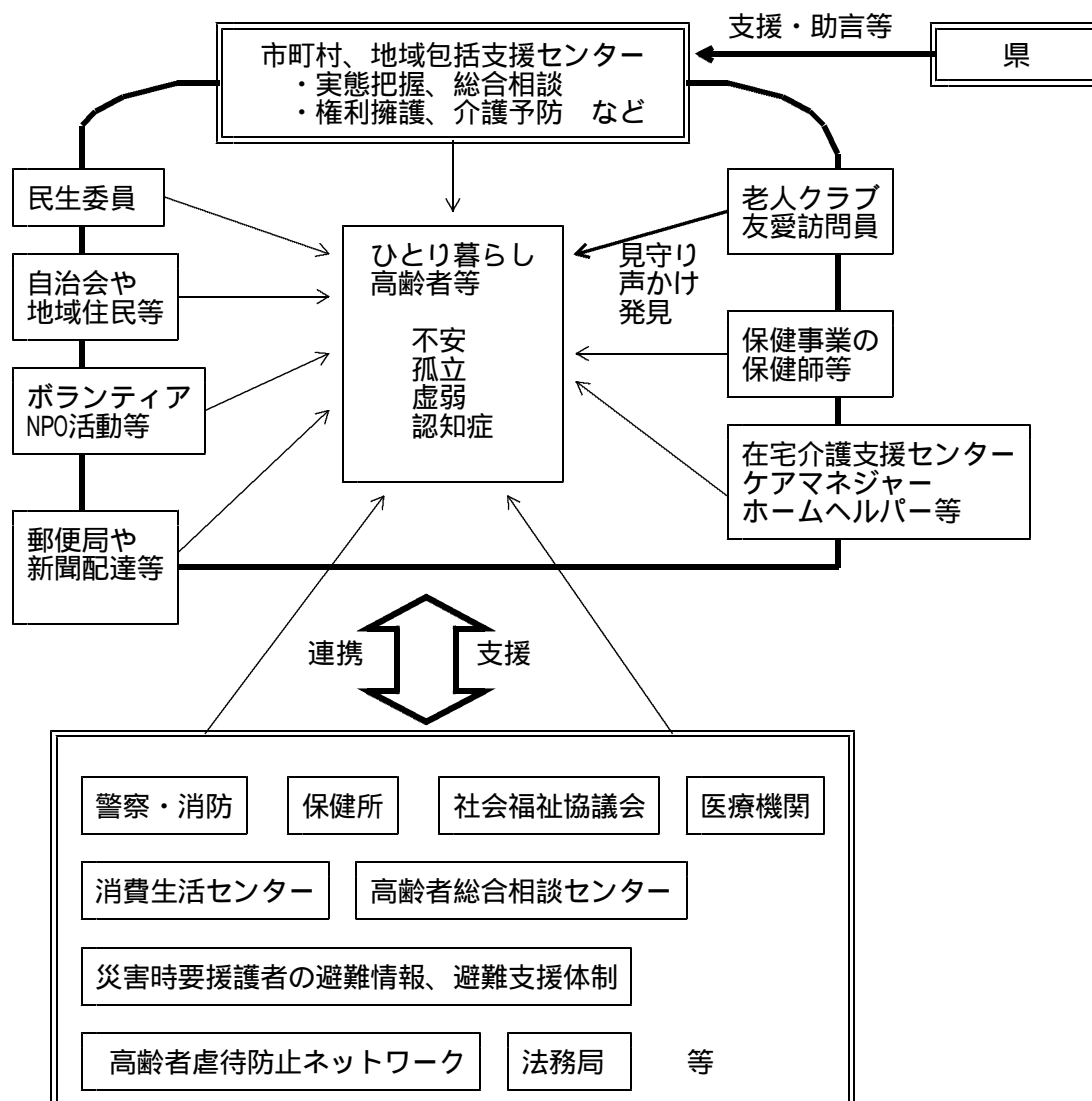 支援・助言等
県
市町村、地域包括支援センター
・実態把握、総合相談
・権利擁護、介護予防　など
民生委員
自治会や
地域住民等
ボランティア
NPO活動等
郵便局や
新聞配達等
ひとり暮らし
高齢者等
不安
孤立
虚弱
認知症
見守り
声かけ
発見
老人クラブ
友愛訪問員
保健事業の
保健師等
在宅介護支援センター
ケアマネジャー
ホームヘルパー等
連携
支援
警察・消防
保健所
社会福祉協議会
医療機関
消費生活センター
高齢者総合相談センター
災害時要援護者の避難情報、避難支援体制
高齢者虐待防止ネットワーク
法務局
等